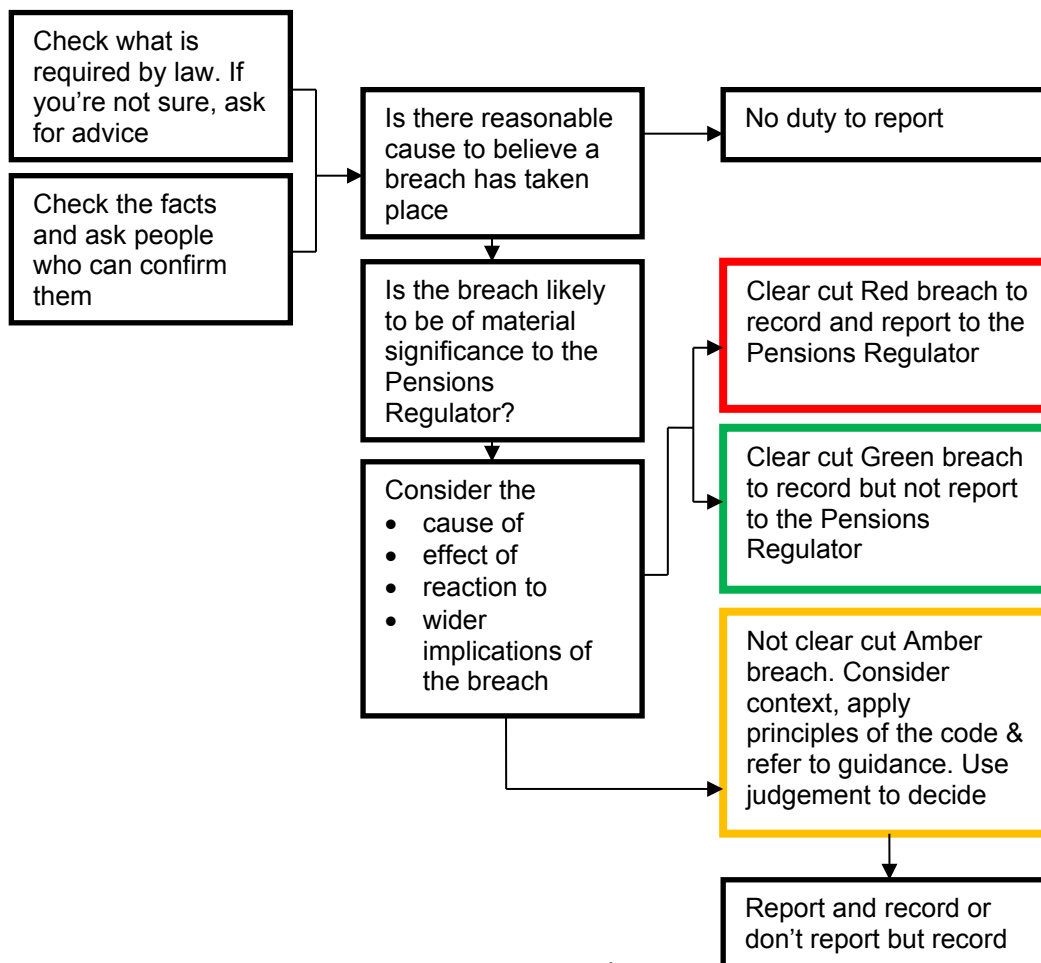 Check what is
required by law. If
you’re not sure, ask
for advice
Check the facts
and ask people
who can confirm
them
Is there reasonable
cause to believe a
breach has taken
place
No duty to report
Is the breach likely
to be of material
significance to the
Pensions
Regulator?
Consider the
• cause of
• effect of
• reaction to
• wider
implications of
the breach
Clear cut Red breach to
record and report to the
Pensions Regulator
Clear cut Green breach
to record but not report
to the Pensions
Regulator
Not clear cut Amber
breach. Consider
context, apply
principles of the code &
refer to guidance. Use
judgement to decide
Report and record or
don’t report but record